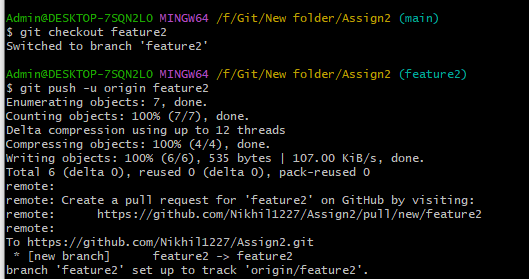 Admin@DESKTOP-7SQN2LO MINGW64 /f/Git/New folder/Assign2 (main)
$ git checkout feature2
Switched to branch 'feature2'
Admin@DESKTOP-7SQN2LO MINGW64 /f/Git/New folder/Assign2 (feature2)
$ git push -u origin feature2
Enumerating objects: 7, done.
Counting objects: 100% (7/7), done.
Delta compression using up to 12 threads
Compressing objects: 100% (4/4), done.
Writing objects: 100% (6/6), 535 bytes | 107.00 KiB/s, done.
Total 6 (delta 0), reused 0 (delta 0), pack-reused 0
remote:
remote: Create a pull request for 'feature2' on GitHub by visiting:
remote:      https://github.com/Nikhil1227/Assign2/pull/new/feature2
remote:
To https://github.com/Nikhil1227/Assign2.git
 * [new branch]      feature2 -> feature2
branch 'feature2' set up to track 'origin/feature2'.